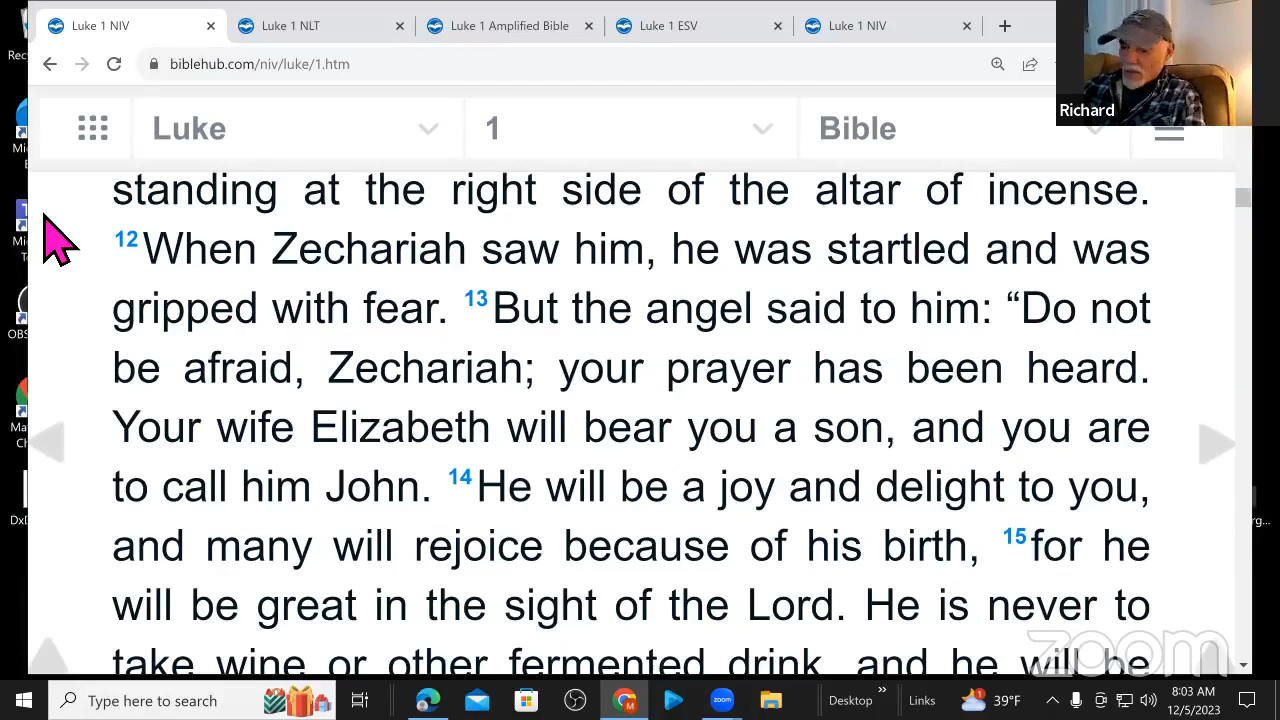 Luke 1 NIV
Luke 1 NLT
Luke 1 Amplified Bible
Luke 1 ESV
Luke 1 NIV
biblehub.com/niv/luke/1.htm
Richard
Luke
1
Bible
standing at the right side of the altar of incense.
12 When Zechariah saw him, he was startled and was
gripped with fear. 13 But the angel said to him: “Do not
be afraid, Zechariah; your prayer has been heard.
Your wife Elizabeth will bear you a son, and you are
to call him John. 14 He will be a joy and delight to you,
and many will rejoice because of his birth, 15 for he
will be great in the sight of the Lord. He is never to
take wine or other fermented drink, and he will be
zoom
Type here to search
zoom
Desktop
Links
1
39°F
8:03 AM
12/5/2023